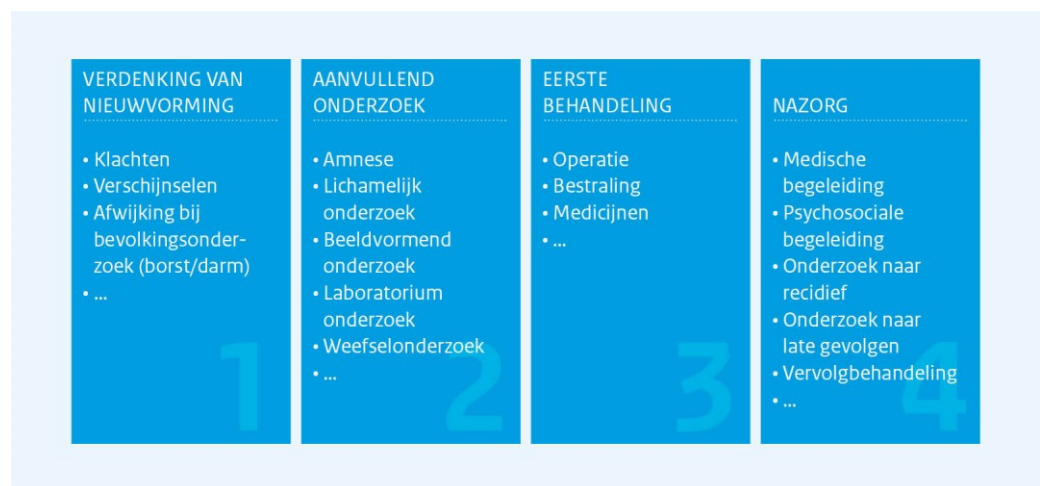 VERDENKING VAN
NIEUWVORMING
• Klachten
• Verschijnselen
• Afwijking bij
bevolkingsonder-
zoek (borst/darm)
• ...
1
AANVULLEND
ONDERZOEK
• Amnese
• Lichamelijk
onderzoek
• Beeldvormend
onderzoek
• Laboratorium
onderzoek
• Weefselonderzoek
• ...
2
EERSTE
BEHANDELING
• Operatie
• Bestraling
• Medicijnen
• ...
3
NAZORG
• Medische
begeleiding
• Psychosociale
begeleiding
• Onderzoek naar
recidief
• Onderzoek naar
late gevolgen
• Vervolgbehandeling
• ...
4